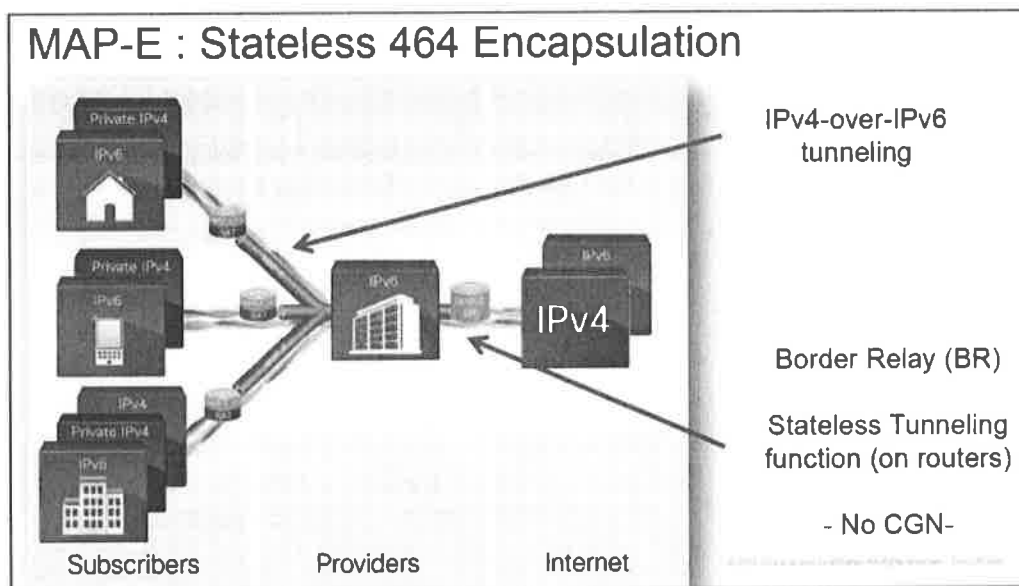 MAP-E : Stateless 464 Encapsulation
Private IPv4
IPv6
Private IPv4
IPv6
IPv4
Private IPv4
IPv6
IPv6
IPv6
IPv4
IPv4-over-IPv6
tunneling
Border Relay (BR)
Stateless Tunneling
function (on routers)
- No CGN-
Subscribers
Providers
Internet